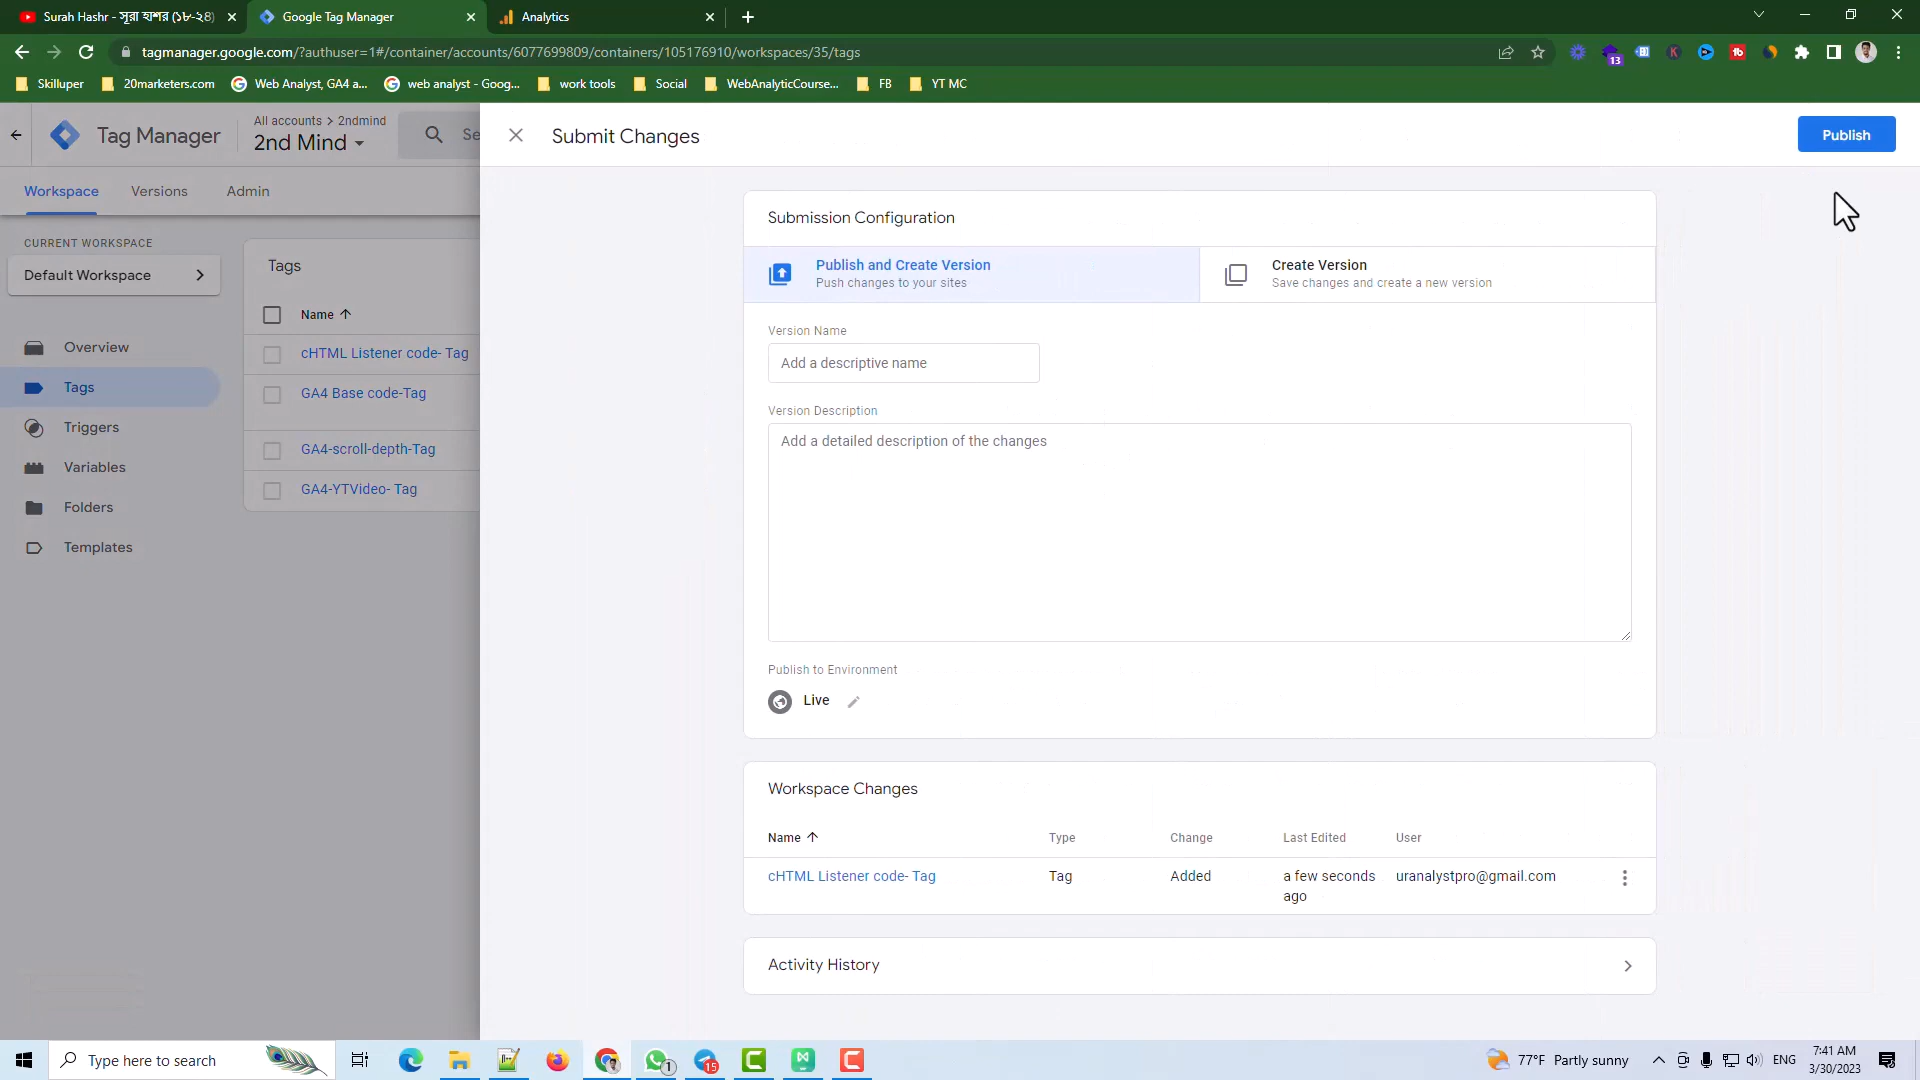 Surah Hashr - সূরা হাশর (১৮-২৪)
Google Tag Manager
Analytics
tagmanager.google.com/?authuser=1#/container/accounts/6077699809/containers/105176910/workspaces/35/tags
13
Skilluper
20marketers.com
Web Analyst, GA4 a...
web analyst - Goog...
work tools
Social
WebAnalyticCourse...
FB
YT MC
Tag Manager
All accounts > 2ndmind
2nd Mind
Se
Submit Changes
Publish
Workspace
Versions
Admin
CURRENT WORKSPACE
Default Workspace
Overview
Tags
Triggers
Variables
Folders
Templates
Tags
Name
cHTML Listener code- Tag
GA4 Base code-Tag
GA4-scroll-depth-Tag
GA4-YTVideo- Tag
Submission Configuration
Publish and Create Version
Push changes to your sites
Create Version
Save changes and create a new version
Version Name
Add a descriptive name
Version Description
Add a detailed description of the changes
Publish to Environment
Live
Workspace Changes
Name Type Change Last Edited User
cHTML Listener code- Tag Tag Added a few seconds ago uranalystpro@gmail.com
Activity History
Type here to search
1
15
77°F Partly sunny
ENG
7:41 AM
3/30/2023